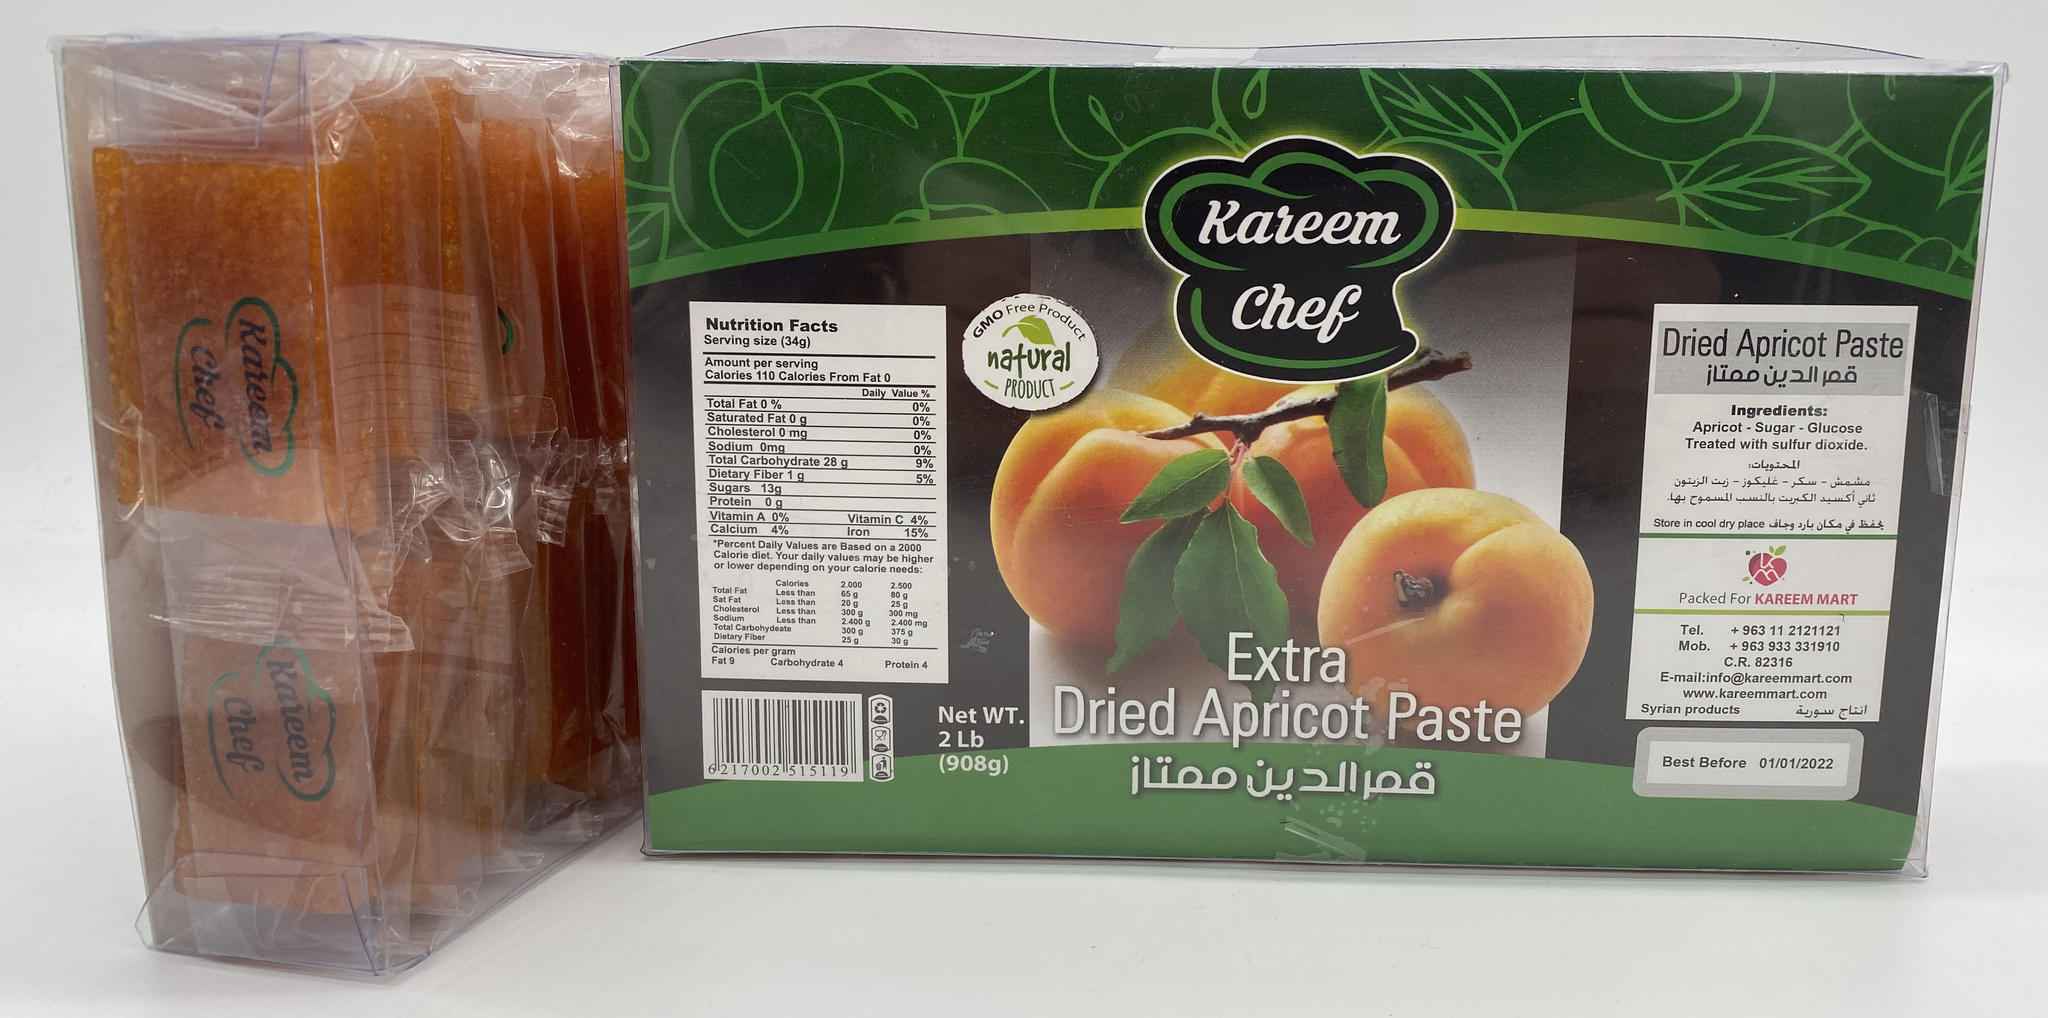 Kareem
Chef
Kareem
Chef
Kareem
Chef
Nutrition Facts
Serving size (34g)
Amount per serving
Calories 110 Calories From Fat 0
Daily Value %
Total Fat 0 % 0%
Saturated Fat 0 g 0%
Cholesterol 0 mg 0%
Sodium 0mg 0%
Total Carbohydrate 28 g 9%
Dietary Fiber 1 g 5%
Sugars 13g
Protein 0 g
Vitamin A 0% Vitamin C 4%
Calcium 4% Iron 15%
*Percent Daily Values are Based on a 2000
Calorie diet. Your daily values may be higher
or lower depending on your calorie needs:
Calories 2.000 2.500
Total Fat Less than 65 g 80 g
Sat Fat Less than 20 g 25 g
Cholesterol Less than 300 g 300 mg
Sodium Less than 2.400 g 2.400 mg
Total Carbohydeate 300 g 375 g
Dietary Fiber 25 g 30 g
Calories per gram
Fat 9 Carbohydrate 4 Protein 4
6217002515119
GMO Free Product
natural
PRODUCT
Net WT.
2 Lb
(908g)
Extra
Dried Apricot Paste
قمر الدين ممتاز
Dried Apricot Paste
قمر الدين ممتاز
Ingredients:
Apricot - Sugar - Glucose
Treated with sulfur dioxide.
المحتويات:
مشمش - سكر - غليكوز - زيت الزيتون
ثاني أكسيد الكبريت بالنسب المسموح بها.
Store in cool dry place يحفظ في مكان بارد وجاف
Packed For KAREEM MART
Tel. + 963 11 2121121
Mob. + 963 933 331910
C.R. 82316
E-mail:info@kareemmart.com
www.kareemmart.com
Syrian products انتاج سورية
Best Before 01/01/2022